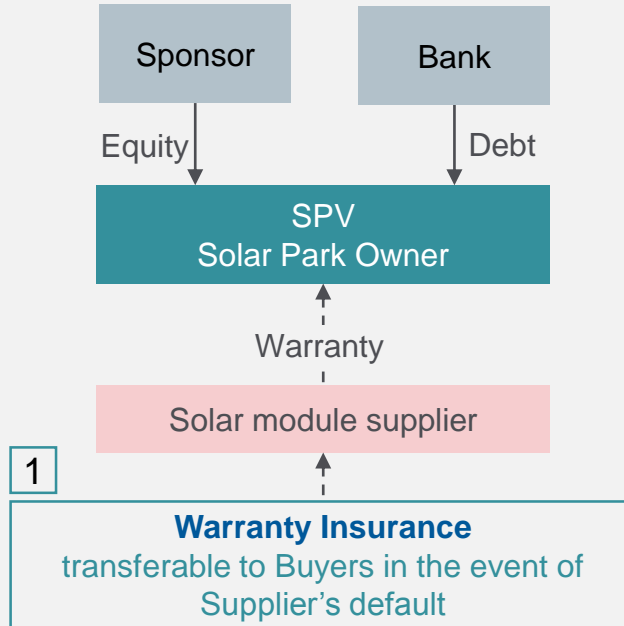 Sponsor
Bank
Equity
Debt
SPV
Solar Park Owner
Warranty
Solar module supplier
1
Warranty Insurance
transferable to Buyers in the event of
Supplier’s default